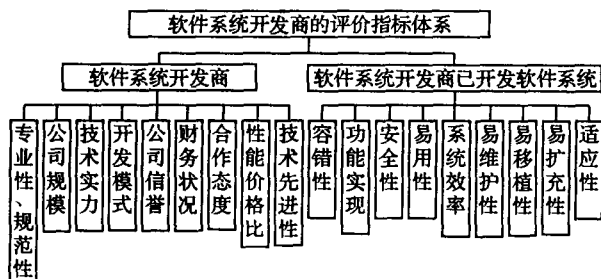 软件系统开发商的评价指标体系
软件系统开发商
软件系统开发商已开发软件系统
专业性、规范性
公司规模
技术实力
开发模式
公司信誉
财务状况
合作态度
性能价格比
技术先进性
容错性
功能实现
安全性
易用性
系统效率
易维护性
易移植性
易扩充性
适应性